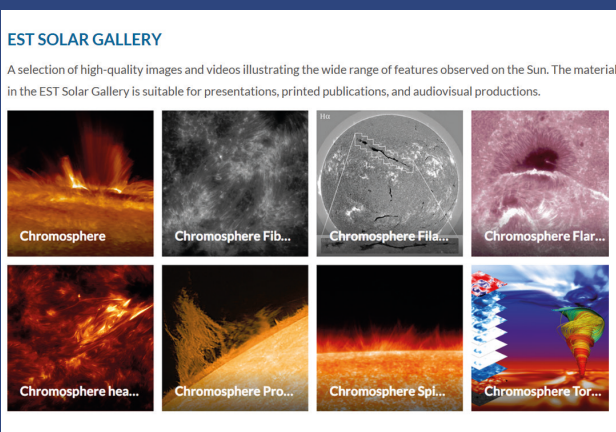 EST SOLAR GALLERY
A selection of high-quality images and videos illustrating the wide range of features observed on the Sun. The material
in the EST Solar Gallery is suitable for presentations, printed publications, and audiovisual productions.
Hα
Chromosphere
Chromosphere Fib...
Chromosphere Fila...
Chromosphere Flar...
Chromosphere hea...
Chromosphere Pro...
Chromosphere Spi...
Chromosphere Tor...